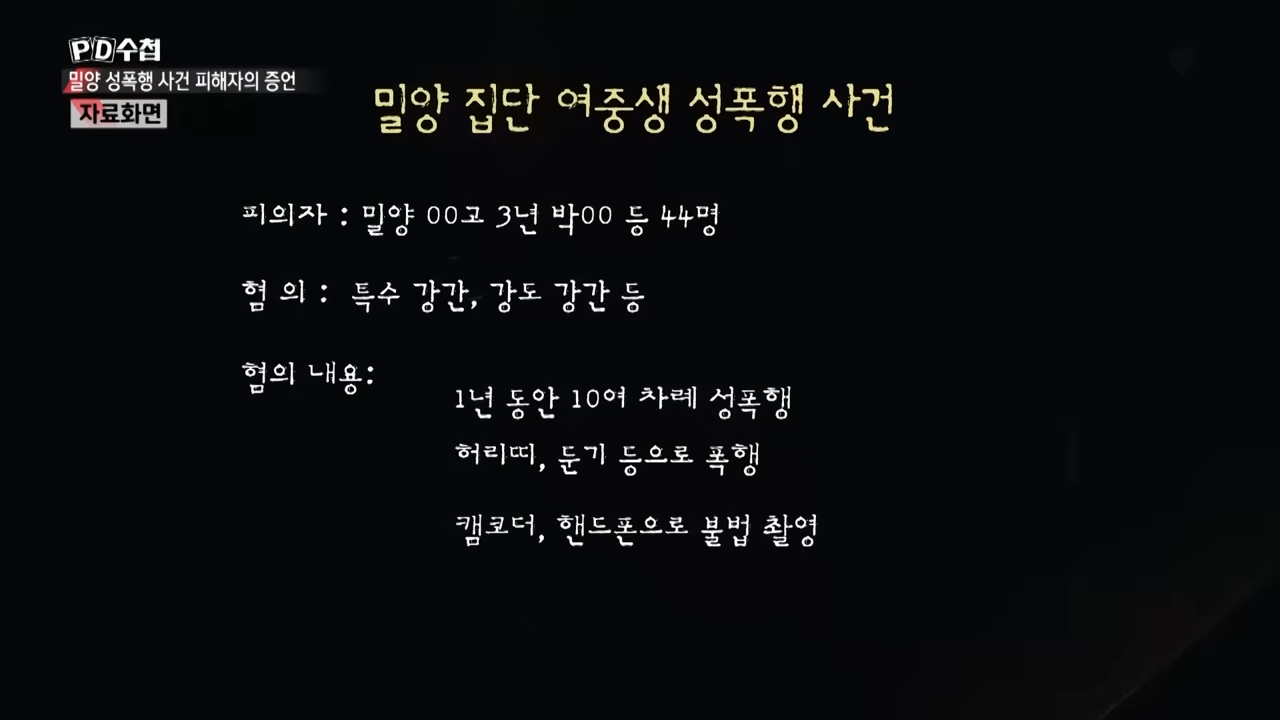 PD수첩
밀양 성폭행 사건 피해자의 증언
자료화면
밀양 집단 여중생 성폭행 사건
피의자 : 밀양 00고 3년 박00 등 44명
혐 의 : 특수 강간, 강도 강간 등
혐의 내용:
1년 동안 10여 차례 성폭행
허리띠, 둔기 등으로 폭행
캠코더, 핸드폰으로 불법 촬영